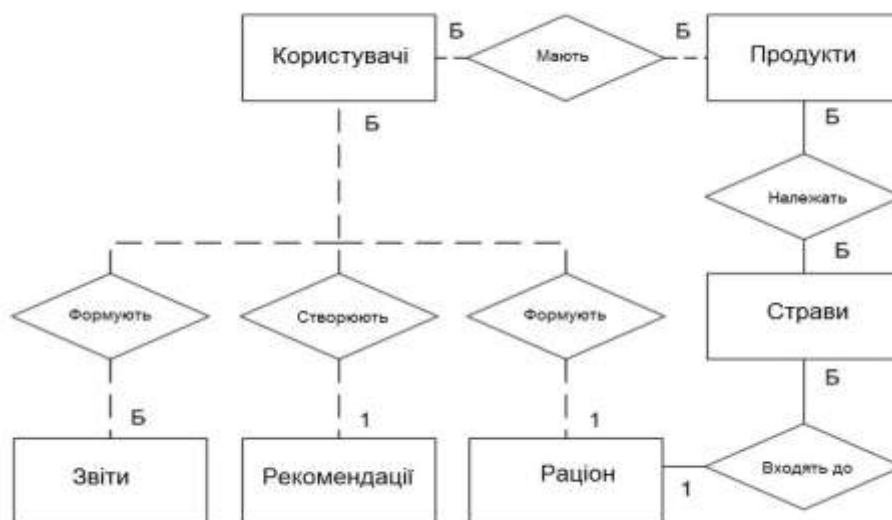 Б
Б
Користувачі
Мають
Продукти
Б
Б
Належать
Б
Формують
Створюють
Формують
Страви
Б
Б
1
1
Звіти
Рекомендації
Раціон
1
Входять до